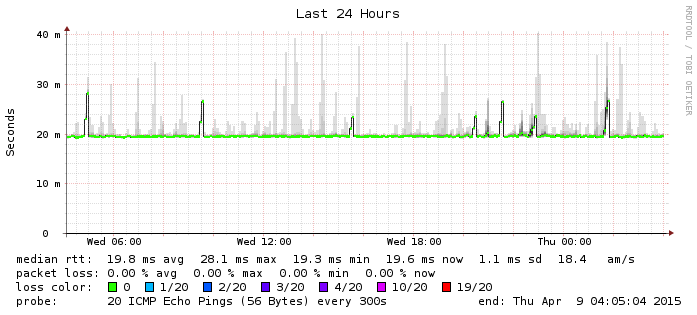 Last 24 Hours
RRDTOOL / TOBI OETIKER
Seconds
40 m
30 m
20 m
10 m
0
Wed 06:00 Wed 12:00 Wed 18:00 Thu 00:00
median rtt: 19.8 ms avg 28.1 ms max 19.3 ms min 19.6 ms now 1.1 ms sd 18.4 am/s
packet loss: 0.00 % avg 0.00 % max 0.00 % min 0.00 % now
loss color: 0 1/20 2/20 3/20 4/20 10/20 19/20
probe: 20 ICMP Echo Pings (56 Bytes) every 300s end: Thu Apr 9 04:05:04 2015